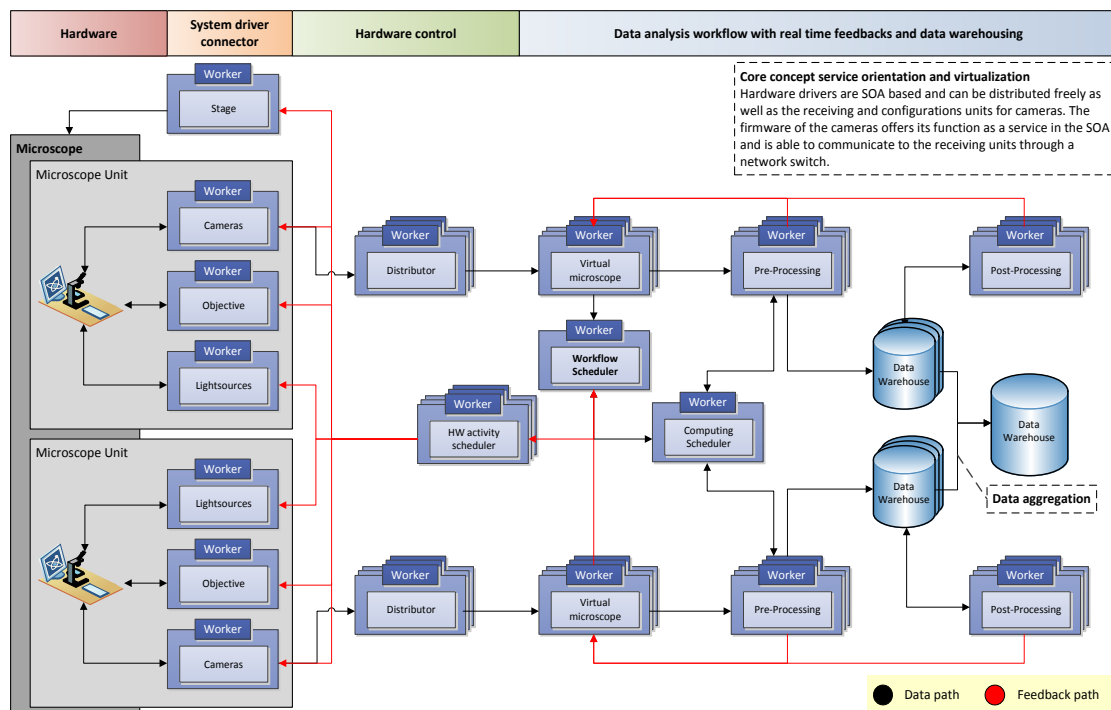 Hardware
System driver
connector
Hardware control
Data analysis workflow with real time feedbacks and data warehousing
Core concept service orientation and virtualization
Hardware drivers are SOA based and can be distributed freely as
well as the receiving and configurations units for cameras. The
firmware of the cameras offers its function as a service in the SOA
and is able to communicate to the receiving units through a
network switch.
Worker
Stage
Microscope
Microscope Unit
Worker
Cameras
Worker
Objective
Worker
Lightsources
Worker
Distributor
Worker
Virtual
microscope
Worker
Pre-Processing
Worker
Post-Processing
Worker
Workflow
Scheduler
Data
Warehouse
Worker
HW activity
scheduler
Worker
Computing
Scheduler
Data
Warehouse
Data
Warehouse
Data aggregation
Microscope Unit
Worker
Lightsources
Worker
Objective
Worker
Cameras
Worker
Distributor
Worker
Virtual
microscope
Worker
Pre-Processing
Worker
Post-Processing
Data path
Feedback path